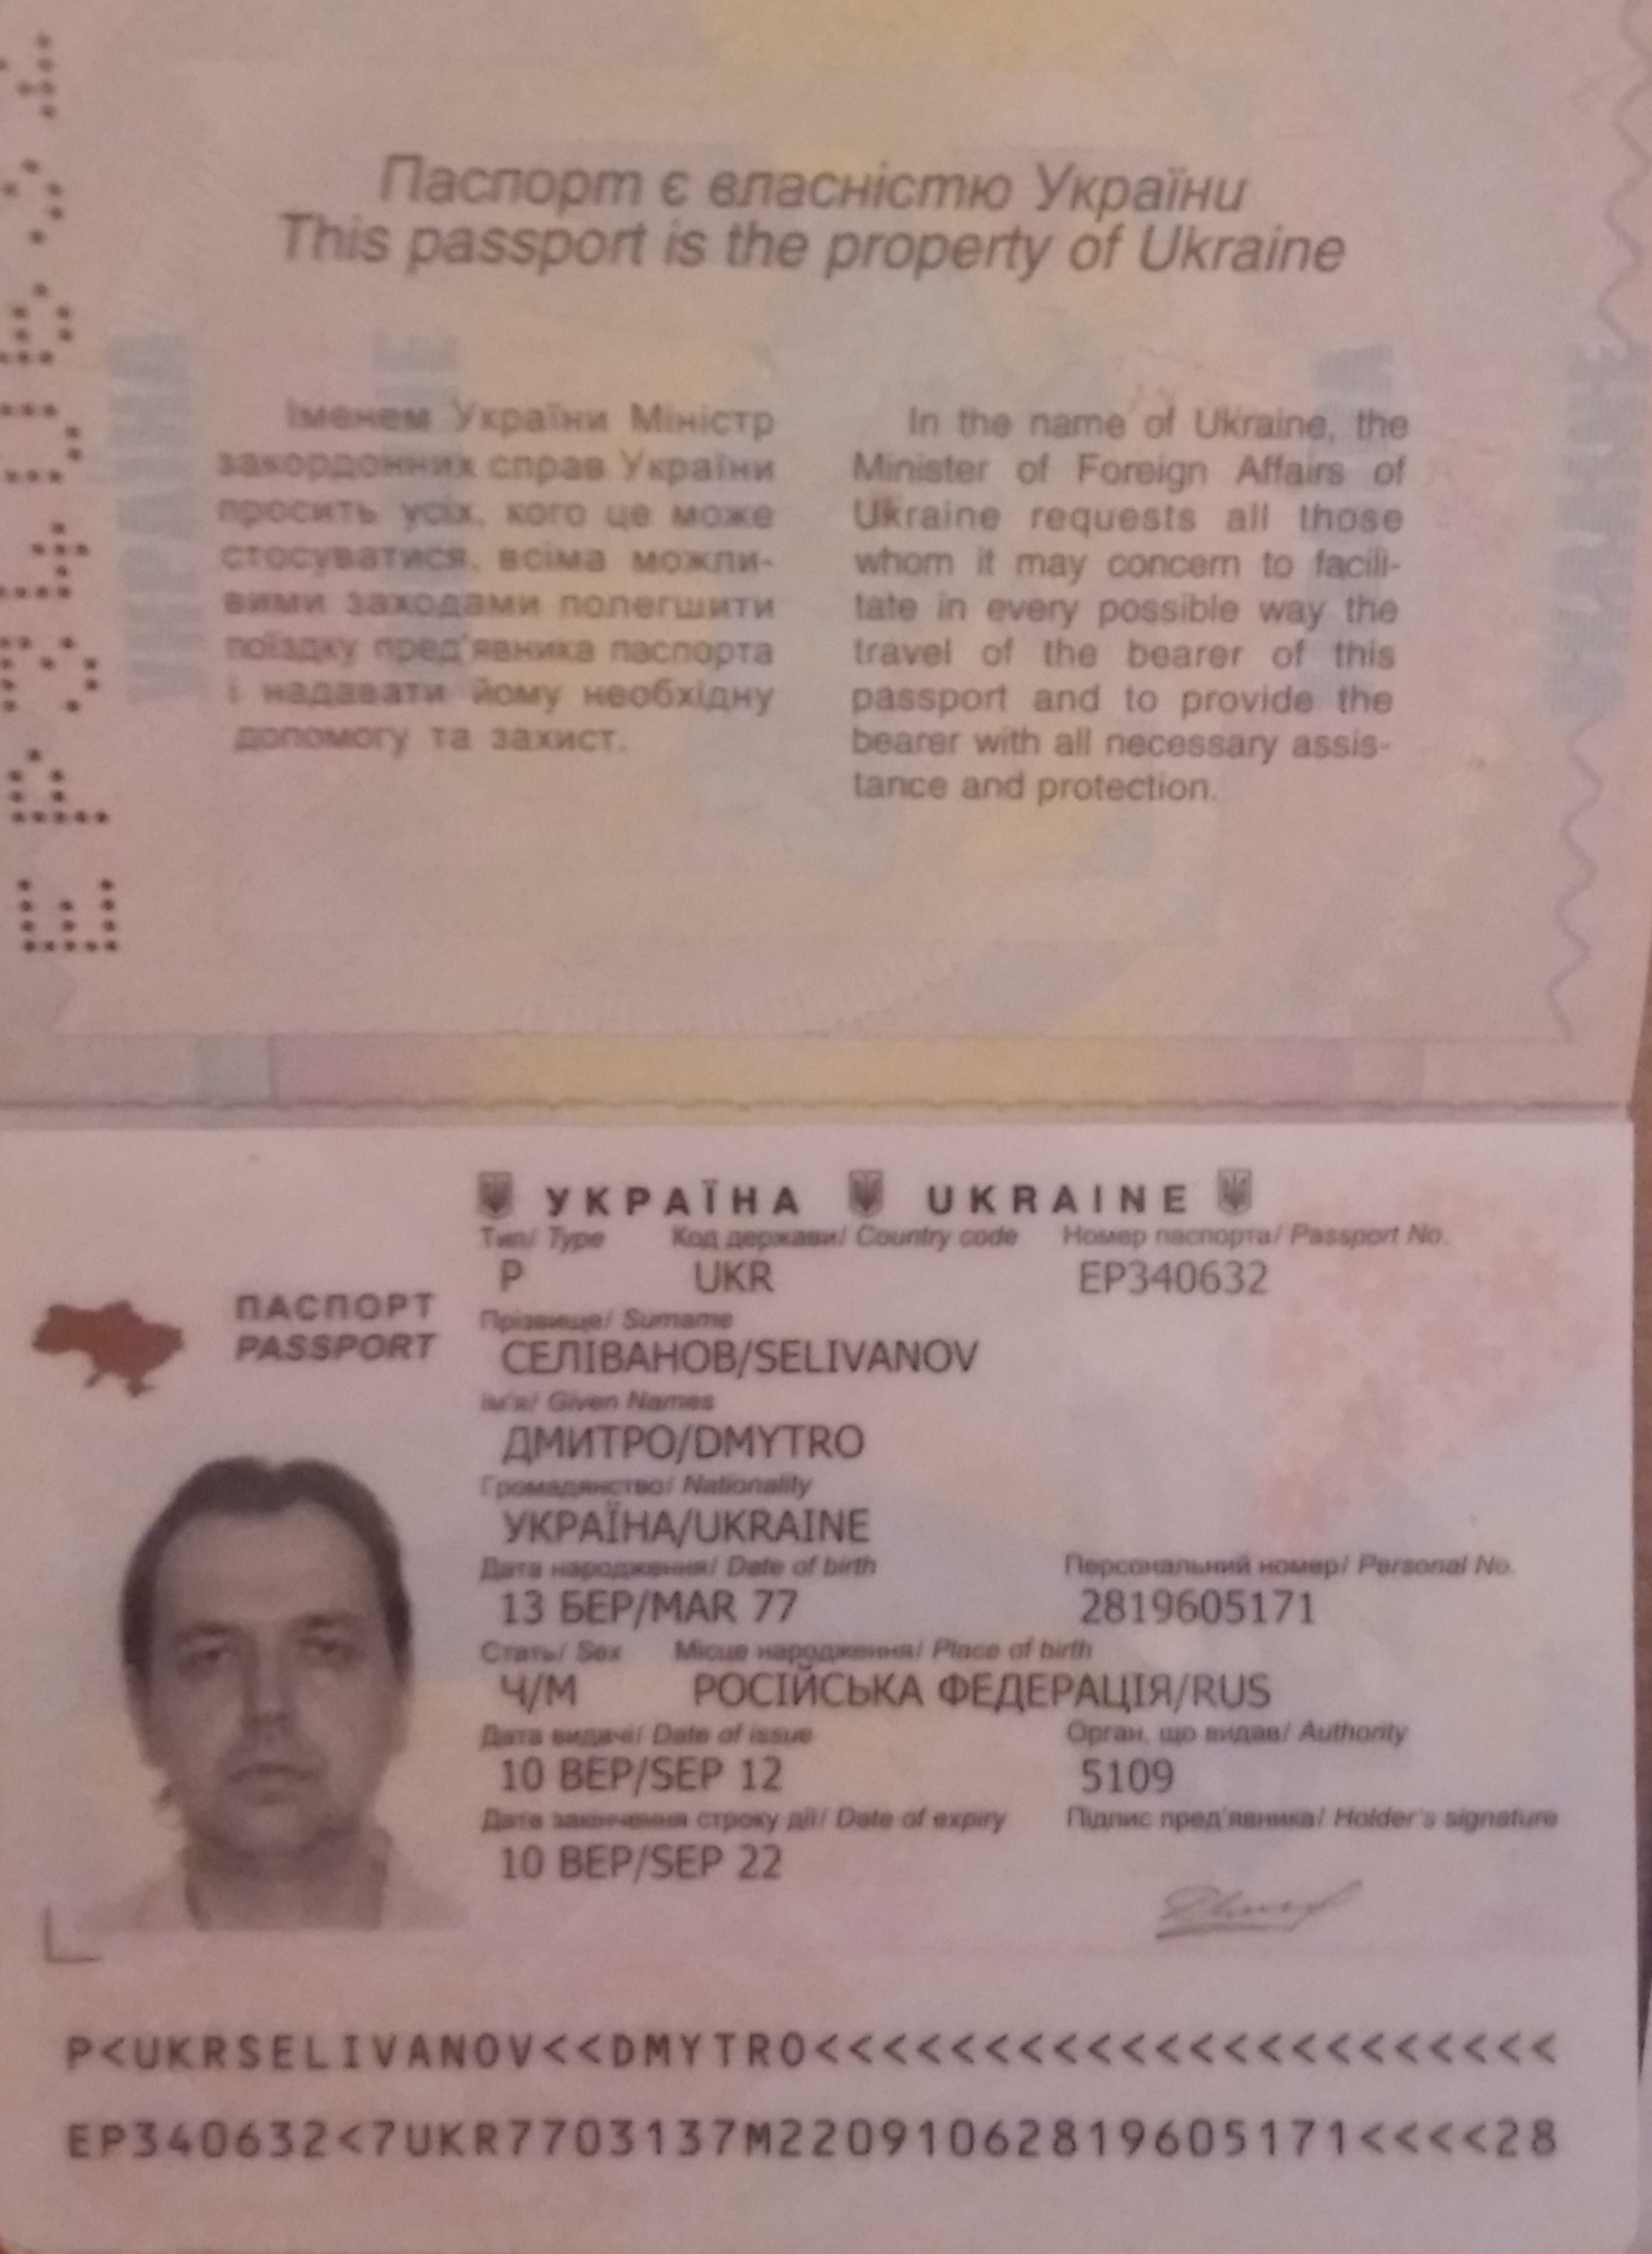 Паспорт є власністю України
This passport is the property of Ukraine
Іменем України Міністр
закордонних справ України
просить усіх, кого це може
стосуватися, всіма можли-
вими заходами полегшити
поїздку пред'явника паспорта
і надавати йому необхідну
допомогу та захист.
In the name of Ukraine, the
Minister of Foreign Affairs of
Ukraine requests all those
whom it may concern to facili-
tate in every possible way the
travel of the bearer of this
passport and to provide the
bearer with all necessary assis-
tance and protection.
УКРАЇНА UKRAINE
Тип/ Type Код держави/ Country code Номер паспорта/ Passport No.
P UKR EP340632
ПАСПОРТ
PASSPORT
Прізвище/ Surname
СЕЛІВАНОВ/SELIVANOV
Ім'я/ Given Names
ДМИТРО/DMYTRO
Громадянство/ Nationality
УКРАЇНА/UKRAINE
Дата народження/ Date of birth Персональний номер/ Personal No.
13 БЕР/MAR 77 2819605171
Стать/ Sex Місце народження/ Place of birth
Ч/M РОСІЙСЬКА ФЕДЕРАЦІЯ/RUS
Дата видачі/ Date of issue Орган, що видав/ Authority
10 ВЕР/SEP 12 5109
Дата закінчення строку дії/ Date of expiry Підпис пред'явника/ Holder's signature
10 ВЕР/SEP 22
P<UKRSELIVANOV<<DMYTRO<<<<<<<<<<<<<<<<<<<<<<
EP340632<7UKR7703137M22091062819605171<<<<28